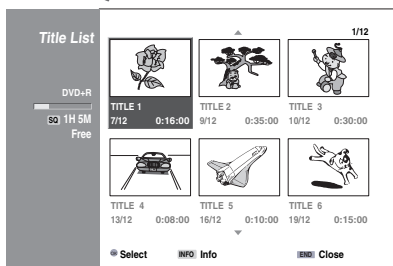 1/12
Title List
DVD+R
SQ 1H 5M
Free
TITLE 1
7/12 0:16:00
TITLE 2
9/12 0:35:00
TITLE 3
10/12 0:30:00
TITLE 4
13/12 0:08:00
TITLE 5
16/12 0:10:00
TITLE 6
19/12 0:15:00
Select INFO Info END Close